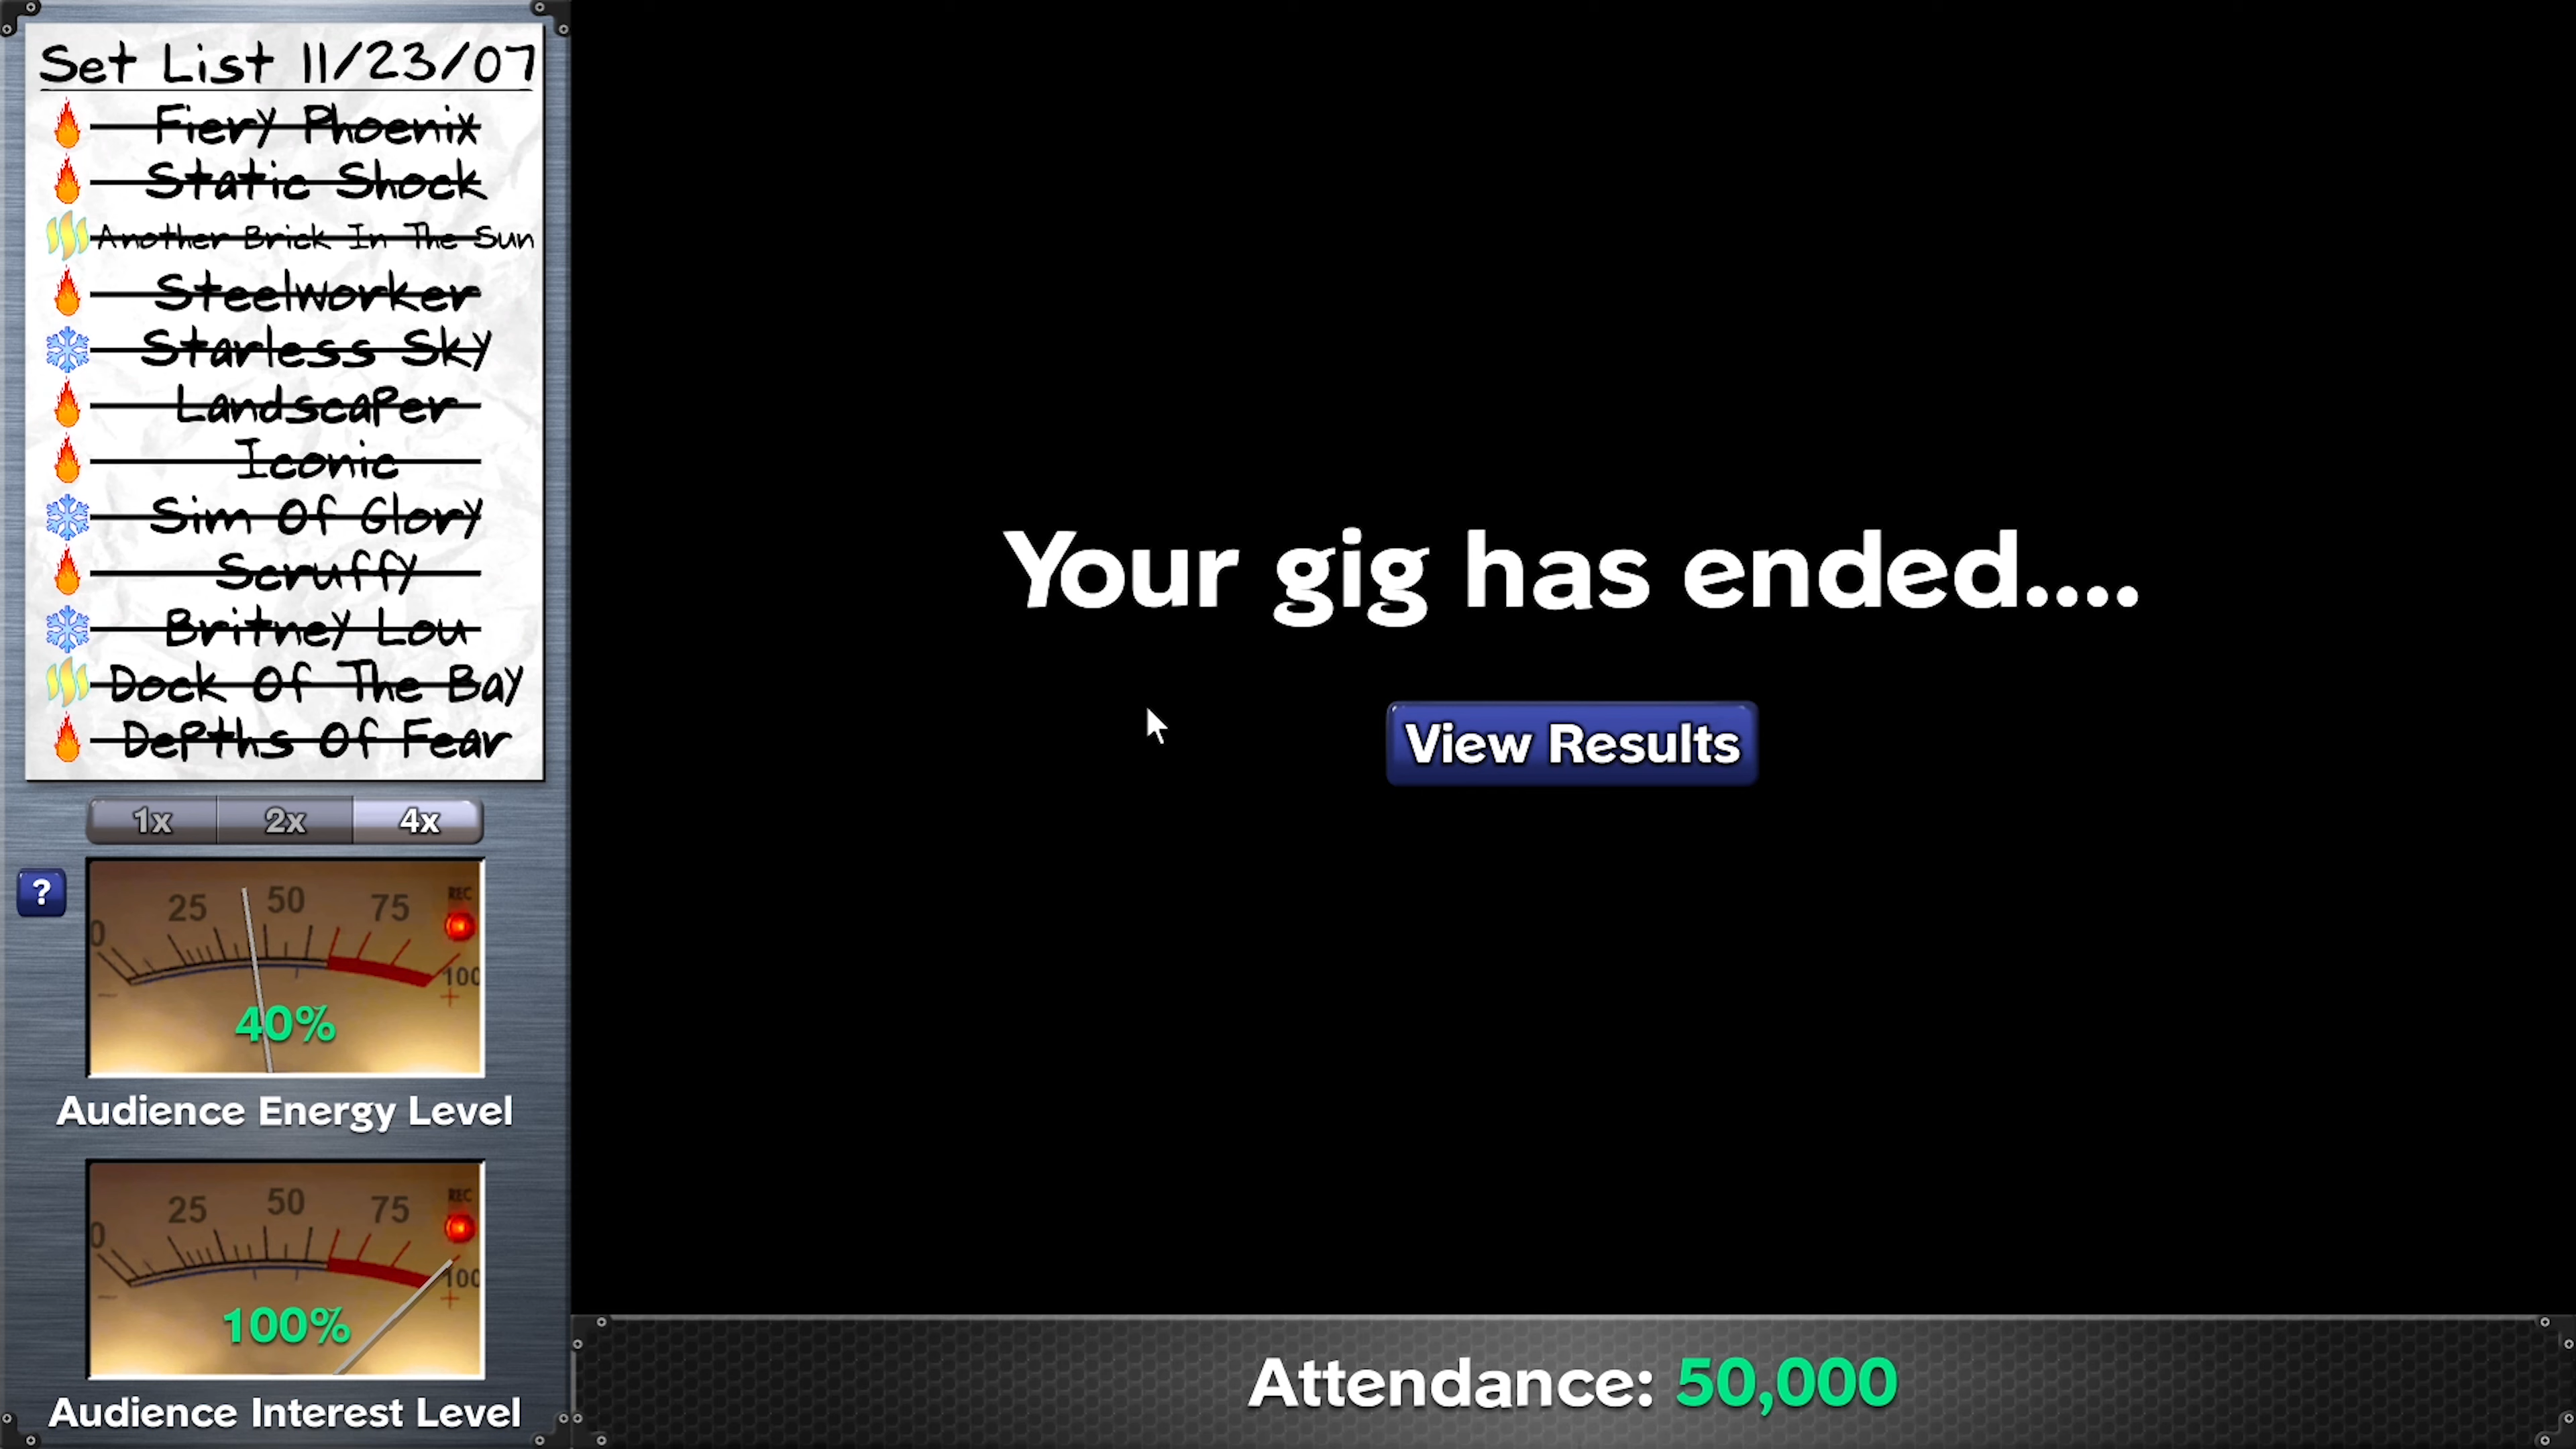 Set List 11/23/07
Fiery Phoenix
Static Shock
Another Brick In The Sun
Steelworker
Starless Sky
Landscaper
Iconic
Sim Of Glory
Scruffy
Britney Lou
Dock Of The Bay
Depths Of Fear
1x 2x 4x
?
0 25 50 75 100 REC
- +
40%
Audience Energy Level
0 25 50 75 100 REC
- +
100%
Audience Interest Level
Your gig has ended....
View Results
Attendance: 50,000